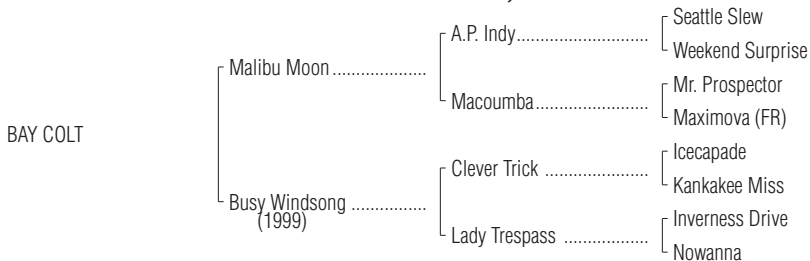 Seattle Slew
A.P. Indy..............................
Weekend Surprise
Malibu Moon ....................
Mr. Prospector
Macoumba..........................
Maximova (FR)
BAY COLT
Icecapade
Clever Trick ........................
Kankakee Miss
Busy Windsong ................
(1999)
Inverness Drive
Lady Trespass ....................
Nowanna